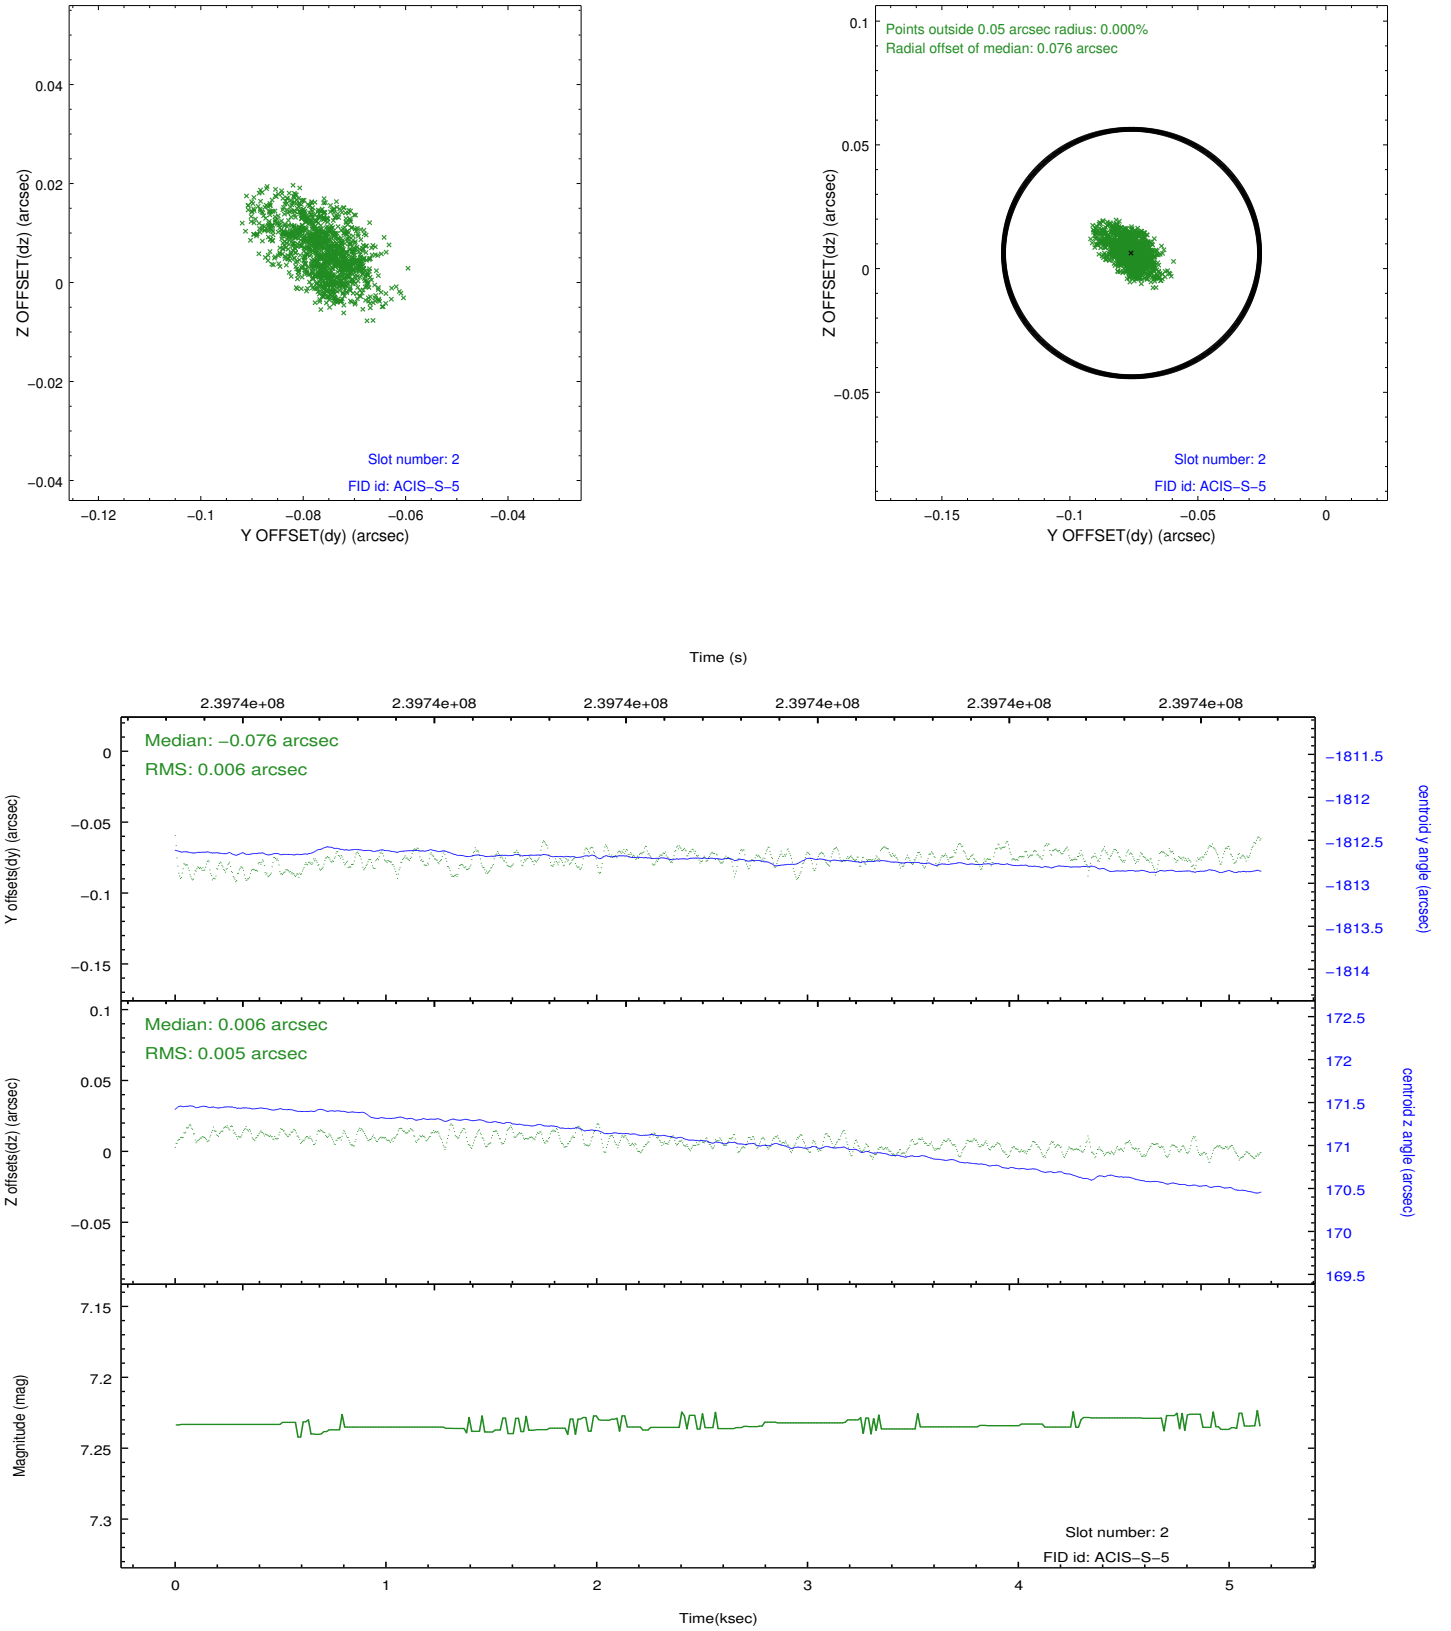 0.04
0.02
0
−0.02
−0.04
Z OFFSET(dz) (arcsec)
Slot number: 2
FID id: ACIS−S−5
−0.12
−0.1
−0.08
−0.06
−0.04
Y OFFSET(dy) (arcsec)
Points outside 0.05 arcsec radius: 0.000%
Radial offset of median: 0.076 arcsec
0.1
0.05
0
−0.05
Z OFFSET(dz) (arcsec)
Slot number: 2
FID id: ACIS−S−5
−0.15
−0.1
−0.05
0
Y OFFSET(dy) (arcsec)
Time (s)
2.3974e+08
2.3974e+08
2.3974e+08
2.3974e+08
2.3974e+08
2.3974e+08
Median: −0.076 arcsec
RMS: 0.006 arcsec
0
−0.05
−0.1
−0.15
Y offsets(dy) (arcsec)
−1811.5
−1812
−1812.5
−1813
−1813.5
−1814
centroid y angle (arcsec)
Median: 0.006 arcsec
RMS: 0.005 arcsec
0.1
0.05
0
−0.05
Z offsets(dz) (arcsec)
172.5
172
171.5
171
170.5
170
169.5
centroid z angle (arcsec)
7.15
7.2
7.25
7.3
Magnitude (mag)
Slot number: 2
FID id: ACIS−S−5
0
1
2
3
4
5
Time(ksec)